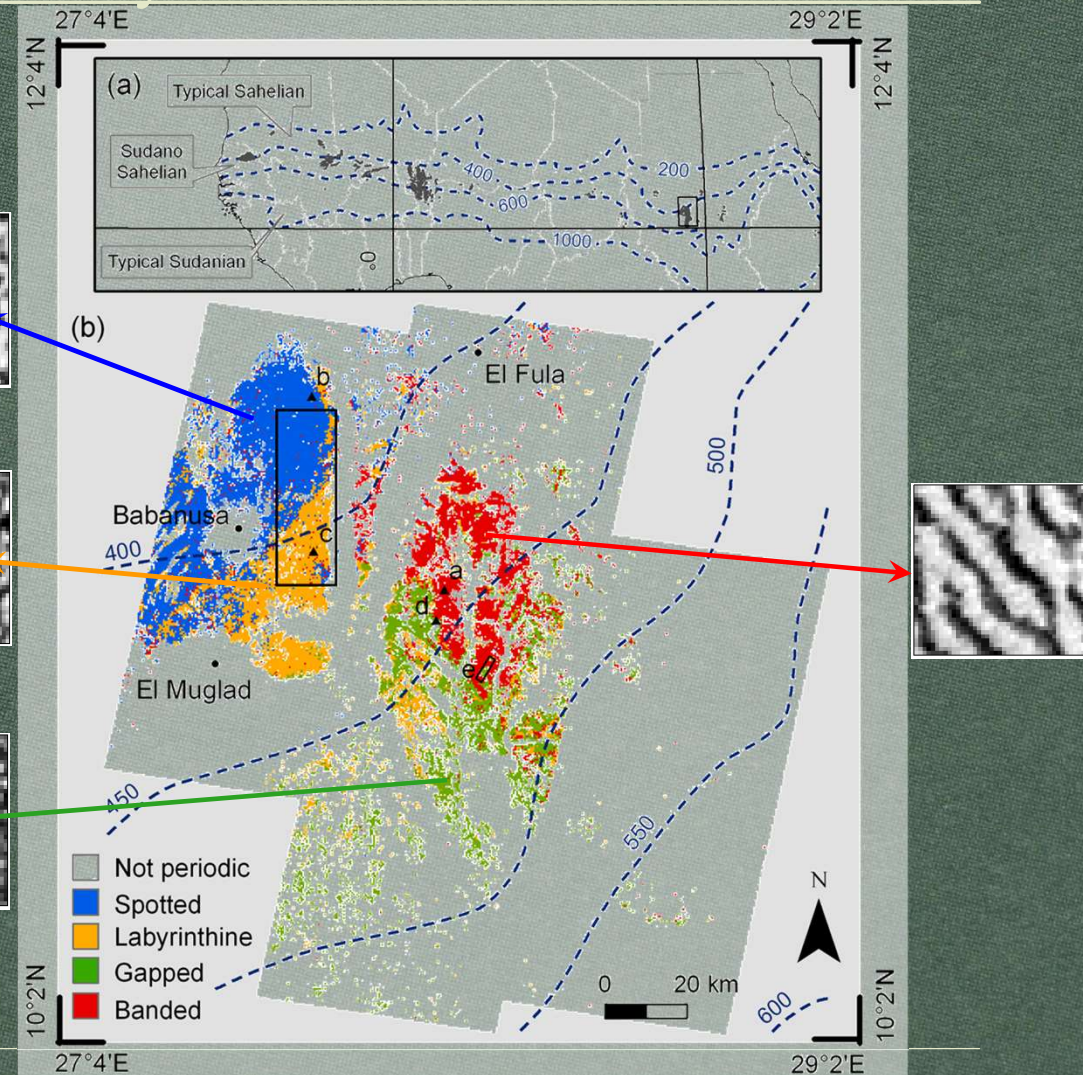 27°4'E
29°2'E
12°4'N
12°4'N
(a)
Typical Sahelian
Sudano
Sahelian
Typical Sudanian
200
400
600
1000
0°
(b)
El Fula
b
500
Babanusa
400
c
a
d
e
El Muglad
450
550
Not periodic
Spotted
Labyrinthine
Gapped
Banded
N
0 20 km
600
10°2'N
10°2'N
27°4'E
29°2'E